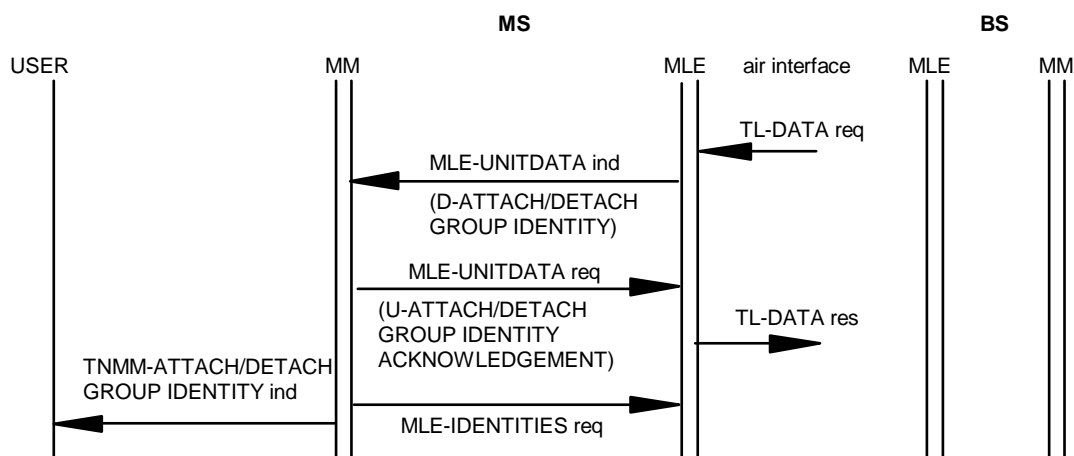 MS
BS
USER
MM
MLE
air interface
MLE
MM
TL-DATA req
MLE-UNITDATA ind
(D-ATTACH/DETACH
GROUP IDENTITY)
MLE-UNITDATA req
(U-ATTACH/DETACH
GROUP IDENTITY
ACKNOWLEDGEMENT)
TL-DATA res
TNMM-ATTACH/DETACH
GROUP IDENTITY ind
MLE-IDENTITIES req